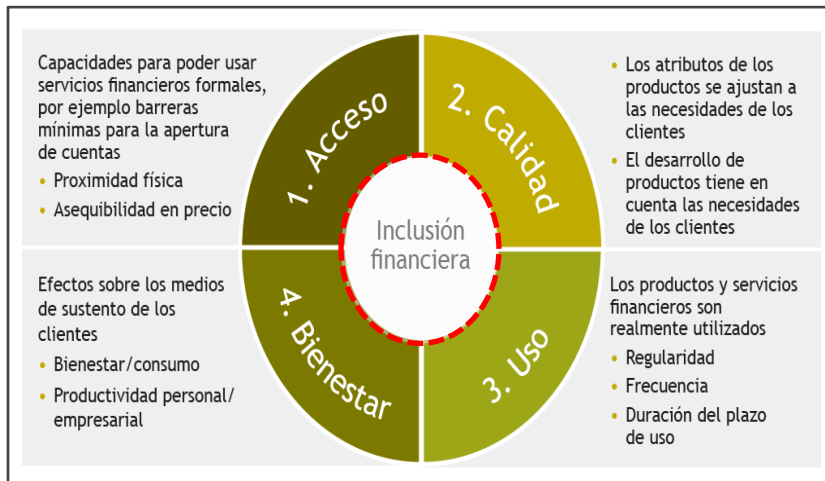 Capacidades para poder usar
servicios financieros formales,
por ejemplo barreras
mínimas para la apertura
de cuentas
• Proximidad física
• Asequibilidad en precio
1. Acceso
2. Calidad
• Los atributos de los
productos se ajustan a
las necesidades de los
clientes
• El desarrollo de
productos tiene en
cuenta las necesidades
de los clientes
Inclusión
financiera
Efectos sobre los medios
de sustento de los
clientes
• Bienestar/consumo
• Productividad personal/
empresarial
4. Bienestar
3. Uso
Los productos y servicios
financieros son
realmente utilizados
• Regularidad
• Frecuencia
• Duración del plazo
de uso